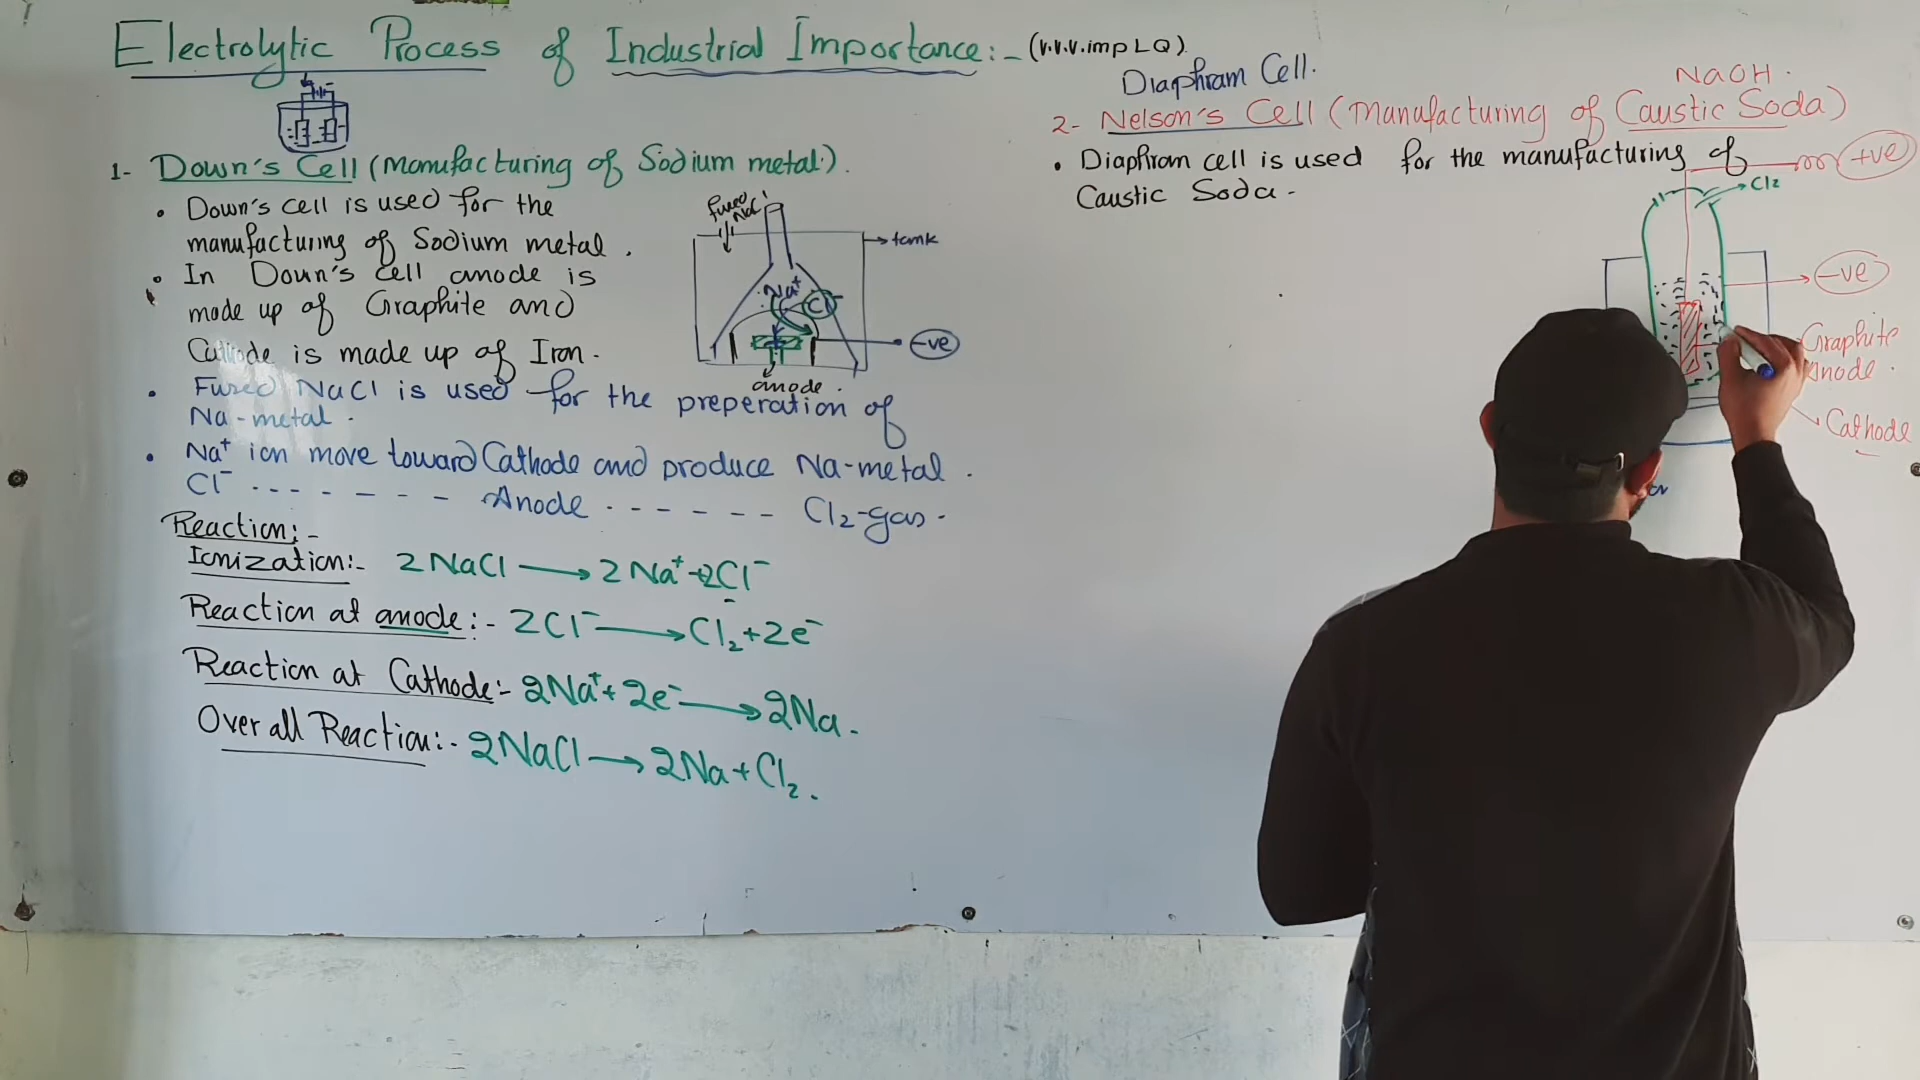 Electrolytic Process of Industrial Importance:- (v.v.v.imp LQ).
1- Down's Cell (Manufacturing of Sodium metal).
• Down's cell is used for the
manufacturing of Sodium metal.
• In Down's cell anode is
made up of Graphite and
Cathode is made up of Iron.
• Fused NaCl is used for the preperation of
Na-metal.
• Na⁺ ion move toward Cathode and produce Na-metal.
Cl⁻ - - - - - - - Anode - - - - - - Cl₂-gas.
fused
NaCl
→ tank
Na⁺
Cl⁻
-ve
anode.
Reaction:-
Ionization:- 2NaCl → 2Na⁺+2Cl⁻
Reaction at anode:- 2Cl⁻ → Cl₂+2e⁻
Reaction at Cathode:- 2Na⁺+2e⁻ → 2Na.
Over all Reaction:- 2NaCl → 2Na+Cl₂.
Diaphram Cell.
NaOH.
2- Nelson's Cell (Manufacturing of Caustic Soda)
• Diaphram cell is used for the manufacturing of
Caustic Soda.
+ve
→ Cl₂
-ve
Graphite
Anode.
Cathode